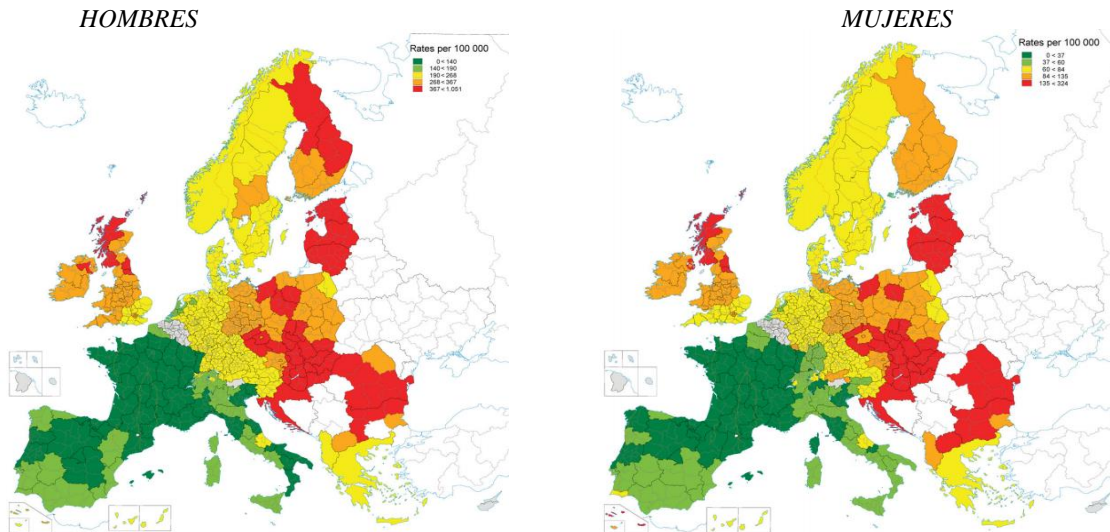 HOMBRES
MUJERES
Rates per 100 000
0 < 140
140 < 190
190 < 268
268 < 367
367 < 1.051
Rates per 100 000
0 < 37
37 < 60
60 < 84
84 < 135
135 < 324